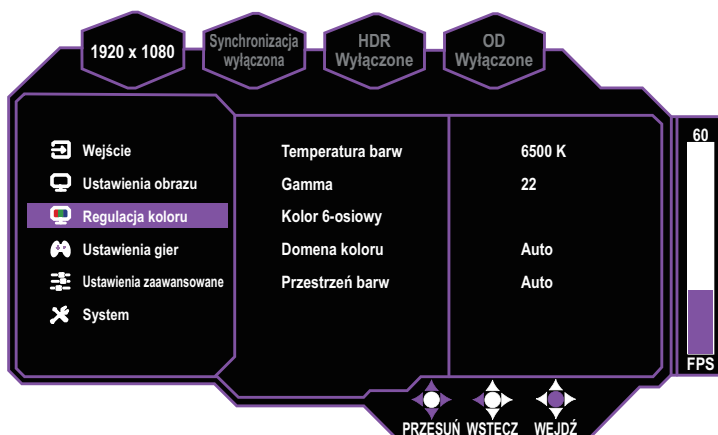 1920 x 1080
Synchronizacja
wyłączona
HDR
Wyłączone
OD
Wyłączone
60
Wejście
Ustawienia obrazu
Regulacja koloru
Ustawienia gier
Ustawienia zaawansowane
System
Temperatura barw 6500 K
Gamma 22
Kolor 6-osiowy
Domena koloru Auto
Przestrzeń barw Auto
FPS
PRZESUŃ WSTECZ WEJDŹ